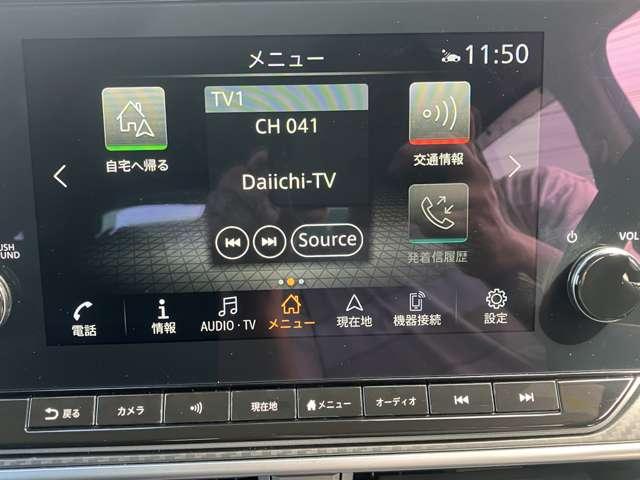 メニュー
11:50
TV1
CH 041
Daiichi-TV
Source
自宅へ帰る
交通情報
発着信履歴
電話
情報
AUDIO・TV
メニュー
現在地
機器接続
設定
VOL
戻る
カメラ
現在地
メニュー
オーディオ